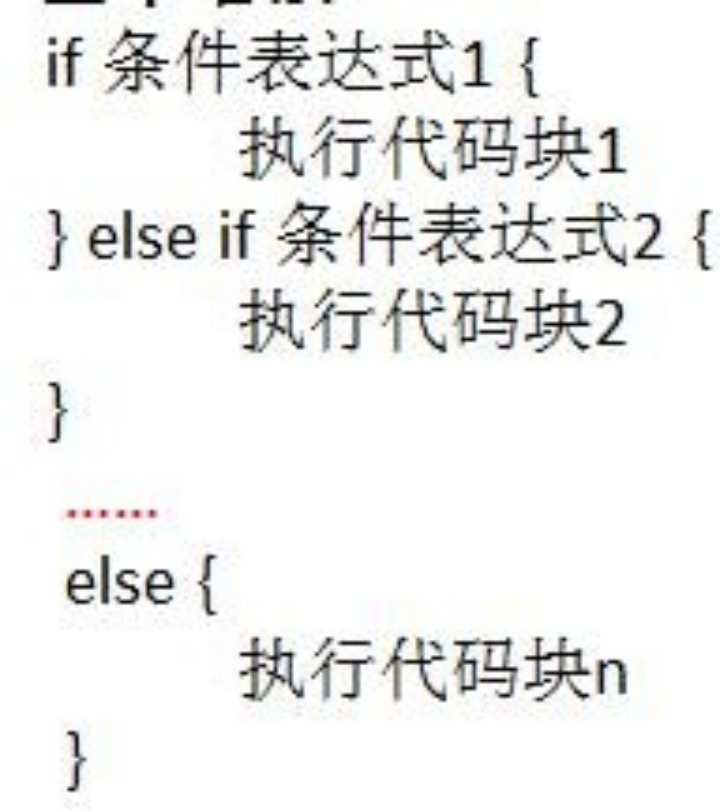 if 条件表达式1 {
执行代码块1
} else if 条件表达式2 {
执行代码块2
}
......
else {
执行代码块n
}